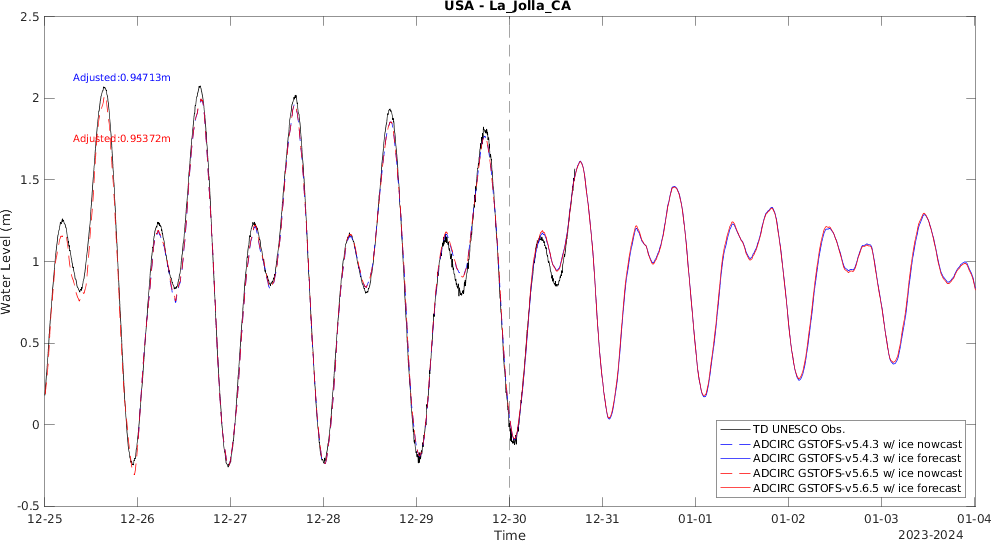 USA - La_Jolla_CA
2.5
2
1.5
1
0.5
0
-0.5
Water Level (m)
Adjusted:0.94713m
Adjusted:0.95372m
TD UNESCO Obs.
ADCIRC GSTOFS-v5.4.3 w/ ice nowcast
ADCIRC GSTOFS-v5.4.3 w/ ice forecast
ADCIRC GSTOFS-v5.6.5 w/ ice nowcast
ADCIRC GSTOFS-v5.6.5 w/ ice forecast
12-25 12-26 12-27 12-28 12-29 12-30 12-31 01-01 01-02 01-03 01-04
Time
2023-2024